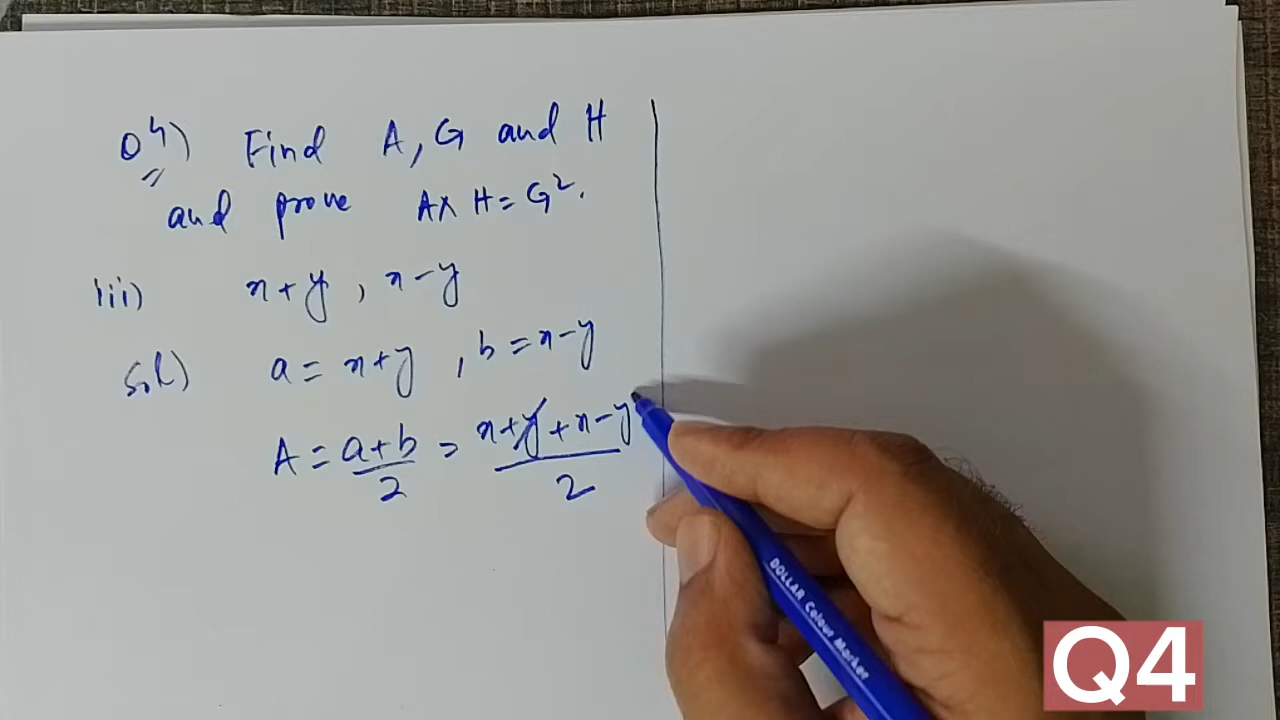 Q4) Find A, G and H
and prove A × H = G².
iii) x + y , x - y
Sol) a = x + y , b = x - y
A = a+b/2 = x+y+x-y/2
DOLLAR Colour Marker
Q4